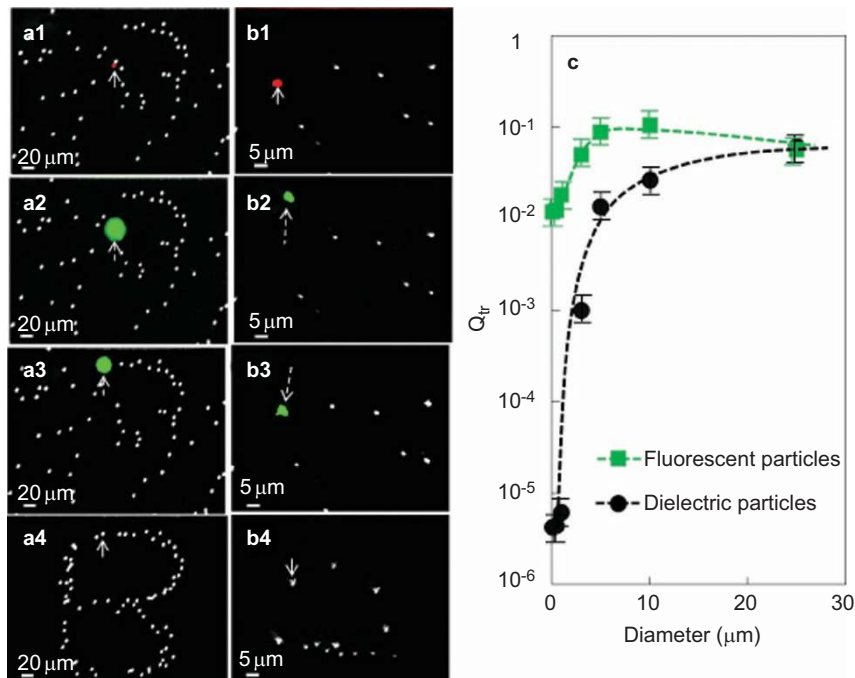 a1
20 μm
a2
20 μm
a3
20 μm
a4
20 μm
b1
5 μm
b2
5 μm
b3
5 μm
b4
5 μm
c
1
10⁻¹
10⁻²
10⁻³
10⁻⁴
10⁻⁵
10⁻⁶
Qtr
Fluorescent particles
Dielectric particles
0 10 20 30
Diameter (μm)